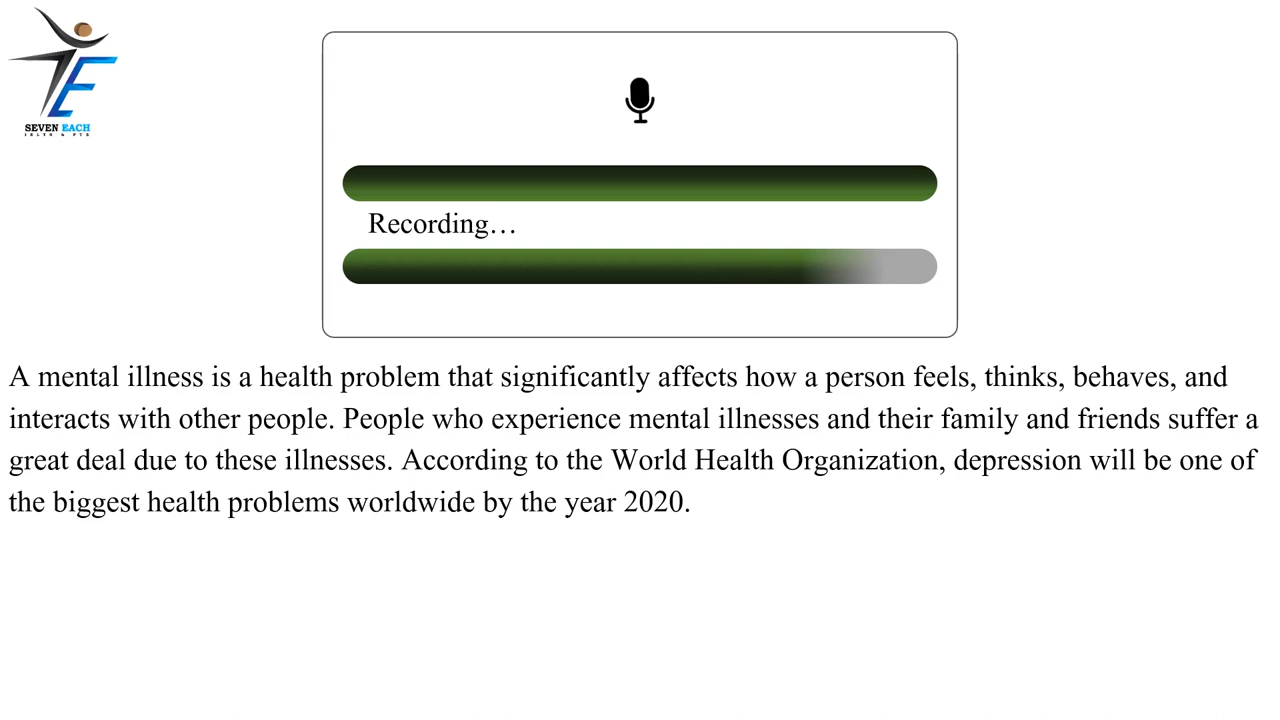 SEVEN EACH
IELTS & PTE
Recording…
A mental illness is a health problem that significantly affects how a person feels, thinks, behaves, and
interacts with other people. People who experience mental illnesses and their family and friends suffer a
great deal due to these illnesses. According to the World Health Organization, depression will be one of
the biggest health problems worldwide by the year 2020.